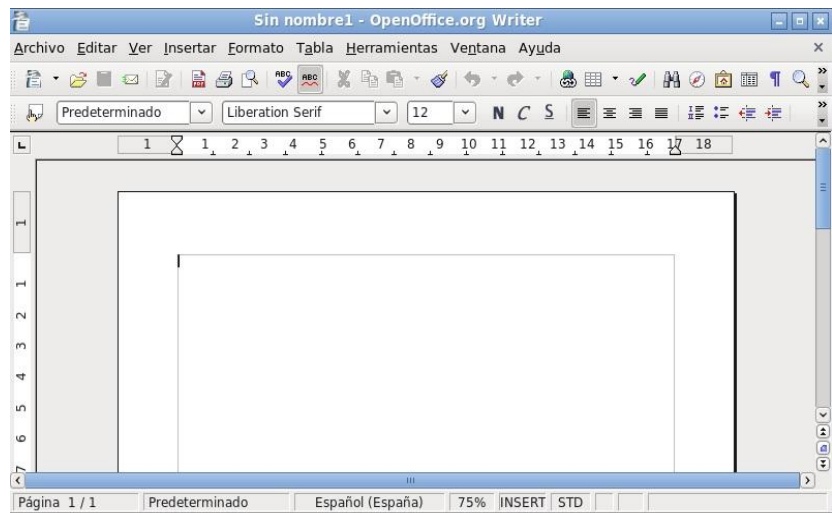 Sin nombre1 - OpenOffice.org Writer
Archivo Editar Ver Insertar Formato Tabla Herramientas Ventana Ayuda
ABC ABC
Predeterminado Liberation Serif 12 N C S
1 1 2 3 4 5 6 7 8 9 10 11 12 13 14 15 16 17 18
1
1
2
3
4
5
6
7
Página 1 / 1 Predeterminado Español (España) 75% INSERT STD